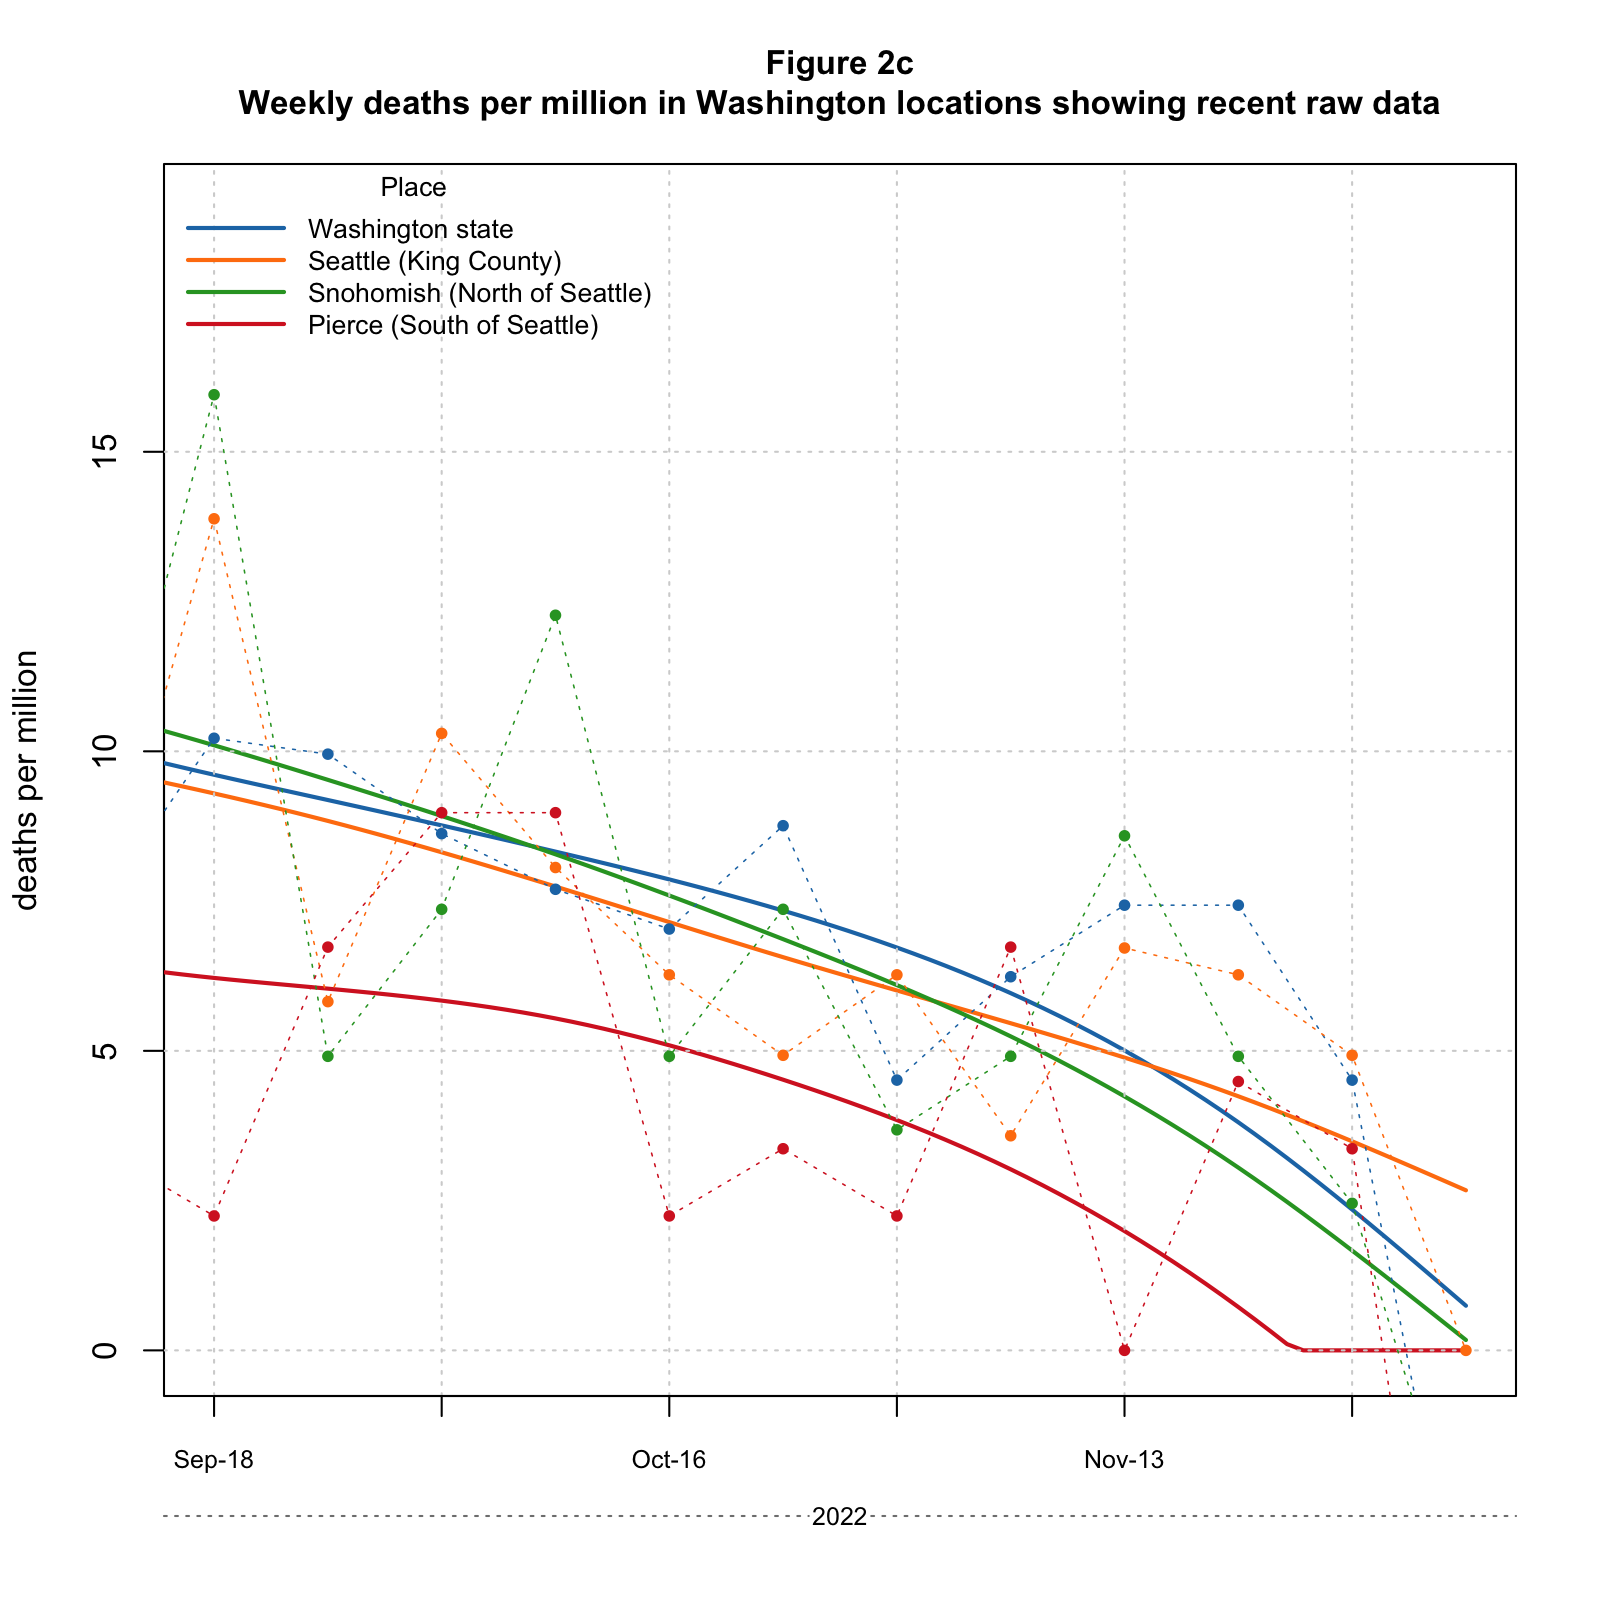 Figure 2c
Weekly deaths per million in Washington locations showing recent raw data
Place
Washington state
Seattle (King County)
Snohomish (North of Seattle)
Pierce (South of Seattle)
deaths per million
15
10
5
0
Sep-18
Oct-16
Nov-13
2022